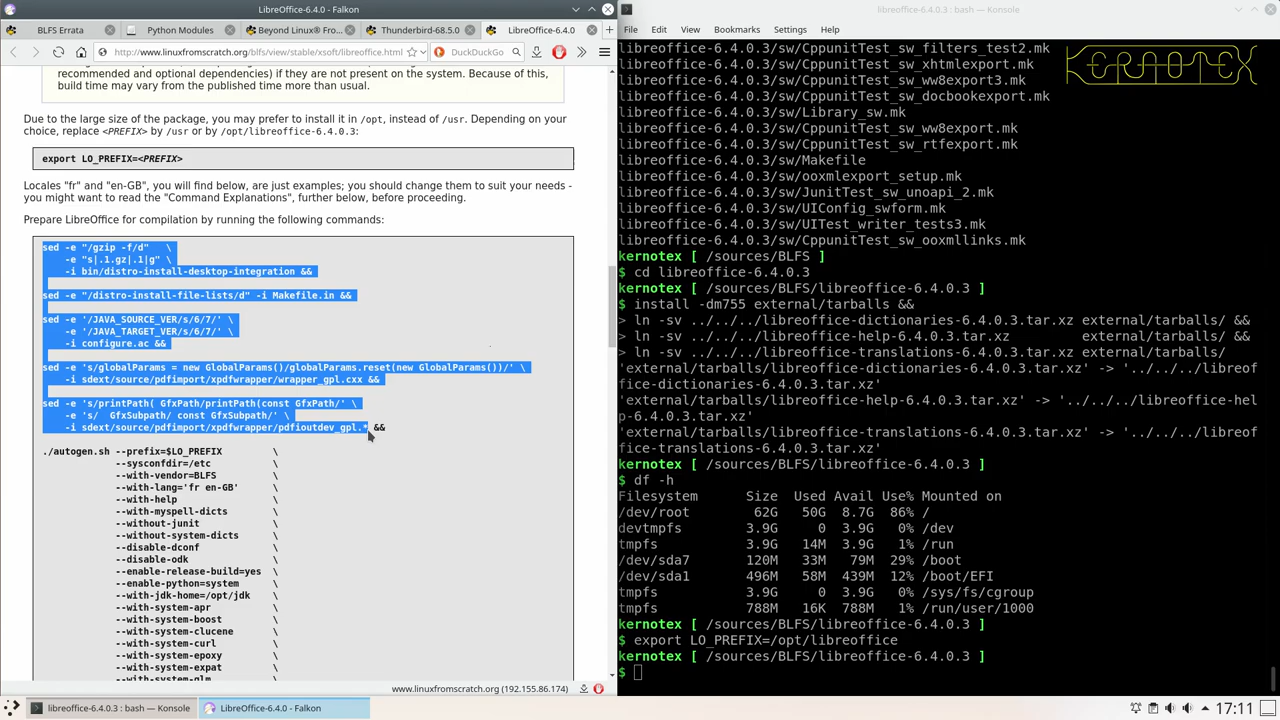 LibreOffice-6.4.0 - Falkon
BLFS Errata
Python Modules
Beyond Linux® Fro
Thunderbird-68.5.0
LibreOffice-6.4.0
http://www.linuxfromscratch.org/blfs/view/stable/xsoft/libreoffice.html
DuckDuckGo
recommended and optional dependencies) if they are not present on the system. Because of this,
build time may vary from the published time more than usual.
Due to the large size of the package, you may prefer to install it in /opt, instead of /usr. Depending on your
choice, replace <PREFIX> by /usr or by /opt/libreoffice-6.4.0.3:
export LO_PREFIX=<PREFIX>
Locales "fr" and "en-GB", you will find below, are just examples; you should change them to suit your needs -
you might want to read the "Command Explanations", further below, before proceeding.
Prepare LibreOffice for compilation by running the following commands:
sed -e "/gzip -f/d"   \
    -e "s|.1.gz|.1|g" \
    -i bin/distro-install-desktop-integration &&
sed -e "/distro-install-file-lists/d" -i Makefile.in &&
sed -e '/JAVA_SOURCE_VER/s/6/7/' \
    -e '/JAVA_TARGET_VER/s/6/7/' \
    -i configure.ac &&
sed -e 's/globalParams = new GlobalParams()/globalParams.reset(new GlobalParams())/' \
    -i sdext/source/pdfimport/xpdfwrapper/wrapper_gpl.cxx &&
sed -e 's/printPath( GfxPath/printPath(const GfxPath/' \
    -e 's/  GfxSubpath/ const GfxSubpath/' \
    -i sdext/source/pdfimport/xpdfwrapper/pdfioutdev_gpl.* &&
./autogen.sh --prefix=$LO_PREFIX         \
             --sysconfdir=/etc           \
             --with-vendor=BLFS          \
             --with-lang='fr en-GB'      \
             --with-help                 \
             --with-myspell-dicts        \
             --without-junit             \
             --without-system-dicts      \
             --disable-dconf             \
             --disable-odk               \
             --enable-release-build=yes  \
             --enable-python=system      \
             --with-jdk-home=/opt/jdk    \
             --with-system-apr           \
             --with-system-boost         \
             --with-system-clucene       \
             --with-system-curl          \
             --with-system-epoxy         \
             --with-system-expat         \
             --with-system-glm           \
www.linuxfromscratch.org (192.155.86.174)
libreoffice-6.4.0.3 : bash — Konsole
File Edit View Bookmarks Settings Help
libreoffice-6.4.0.3/sw/CppunitTest_sw_filters_test2.mk
libreoffice-6.4.0.3/sw/CppunitTest_sw_xhtmlexport.mk
libreoffice-6.4.0.3/sw/CppunitTest_sw_ww8export3.mk
libreoffice-6.4.0.3/sw/CppunitTest_sw_docbookexport.mk
libreoffice-6.4.0.3/sw/Library_sw.mk
libreoffice-6.4.0.3/sw/CppunitTest_sw_ww8export.mk
libreoffice-6.4.0.3/sw/CppunitTest_sw_rtfexport.mk
libreoffice-6.4.0.3/sw/Makefile
libreoffice-6.4.0.3/sw/ooxmlexport_setup.mk
libreoffice-6.4.0.3/sw/JunitTest_sw_unoapi_2.mk
libreoffice-6.4.0.3/sw/UIConfig_swform.mk
libreoffice-6.4.0.3/sw/UITest_writer_tests3.mk
libreoffice-6.4.0.3/sw/CppunitTest_sw_ooxmllinks.mk
kernotex [ /sources/BLFS ]
$ cd libreoffice-6.4.0.3
kernotex [ /sources/BLFS/libreoffice-6.4.0.3 ]
$ install -dm755 external/tarballs &&
> ln -sv ../../../libreoffice-dictionaries-6.4.0.3.tar.xz external/tarballs/ &&
> ln -sv ../../../libreoffice-help-6.4.0.3.tar.xz         external/tarballs/ &&
> ln -sv ../../../libreoffice-translations-6.4.0.3.tar.xz external/tarballs/
'external/tarballs/libreoffice-dictionaries-6.4.0.3.tar.xz' -> '../../../libreof
fice-dictionaries-6.4.0.3.tar.xz'
'external/tarballs/libreoffice-help-6.4.0.3.tar.xz' -> '../../../libreoffice-hel
p-6.4.0.3.tar.xz'
'external/tarballs/libreoffice-translations-6.4.0.3.tar.xz' -> '../../../libreof
fice-translations-6.4.0.3.tar.xz'
kernotex [ /sources/BLFS/libreoffice-6.4.0.3 ]
$ df -h
Filesystem      Size  Used Avail Use% Mounted on
/dev/root        62G   50G  8.7G  86% /
devtmpfs        3.9G     0  3.9G   0% /dev
tmpfs           3.9G   14M  3.9G   1% /run
/dev/sda7       120M   33M   79M  29% /boot
/dev/sda1       496M   58M  439M  12% /boot/EFI
tmpfs           3.9G     0  3.9G   0% /sys/fs/cgroup
tmpfs           788M   16K  788M   1% /run/user/1000
kernotex [ /sources/BLFS/libreoffice-6.4.0.3 ]
$ export LO_PREFIX=/opt/libreoffice
kernotex [ /sources/BLFS/libreoffice-6.4.0.3 ]
$
KERNOTEX
libreoffice-6.4.0.3 : bash — Konsole
LibreOffice-6.4.0 - Falkon
17:11